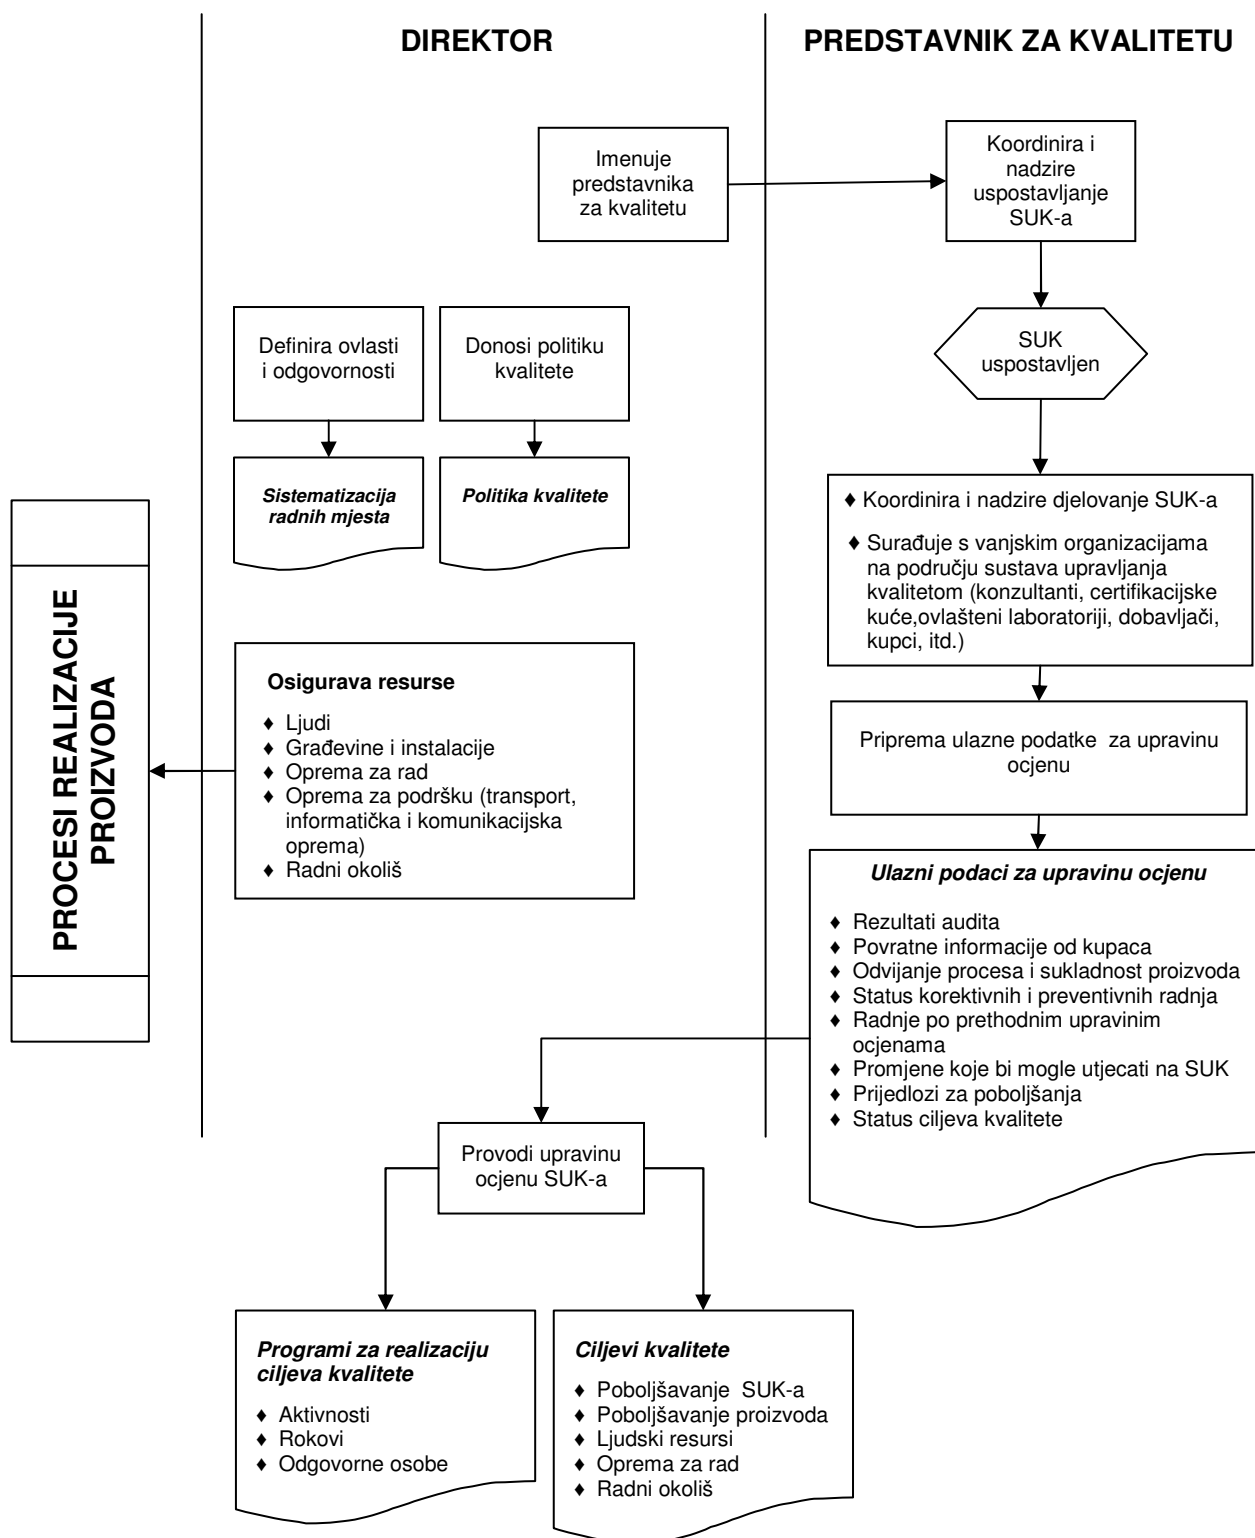 DIREKTOR
PREDSTAVNIK ZA KVALITETU
Imenuje
predstavnika
za kvalitetu
Koordinira i
nadzire
uspostavljanje
SUK-a
SUK
uspostavljen
Definira ovlasti
i odgovornosti
Donosi politiku
kvalitete
Sistematizacija
radnih mjesta
Politika kvalitete
♦ Koordinira i nadzire djelovanje SUK-a
♦ Surađuje s vanjskim organizacijama
na području sustava upravljanja
kvalitetom (konzultanti, certifikacijske
kuće,ovlašteni laboratoriji, dobavljači,
kupci, itd.)
PROCESI REALIZACIJE
PROIZVODA
Osigurava resurse
♦ Ljudi
♦ Građevine i instalacije
♦ Oprema za rad
♦ Oprema za podršku (transport,
informatička i komunikacijska
oprema)
♦ Radni okoliš
Priprema ulazne podatke za upravinu
ocjenu
Ulazni podaci za upravinu ocjenu
♦ Rezultati audita
♦ Povratne informacije od kupaca
♦ Odvijanje procesa i sukladnost proizvoda
♦ Status korektivnih i preventivnih radnja
♦ Radnje po prethodnim upravinim
ocjenama
♦ Promjene koje bi mogle utjecati na SUK
♦ Prijedlozi za poboljšanja
♦ Status ciljeva kvalitete
Provodi upravinu
ocjenu SUK-a
Programi za realizaciju
ciljeva kvalitete
♦ Aktivnosti
♦ Rokovi
♦ Odgovorne osobe
Ciljevi kvalitete
♦ Poboljšavanje SUK-a
♦ Poboljšavanje proizvoda
♦ Ljudski resursi
♦ Oprema za rad
♦ Radni okoliš